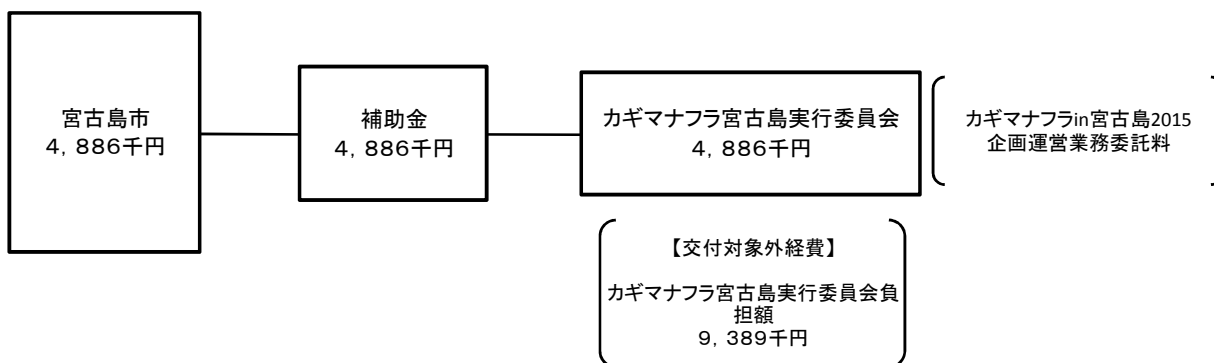 宮古島市
4，886千円
補助金
4，886千円
カギマナフラ宮古島実行委員会
4，886千円
カギマナフラin宮古島2015
企画運営業務委託料
【交付対象外経費】
カギマナフラ宮古島実行委員会負
担額
9，389千円